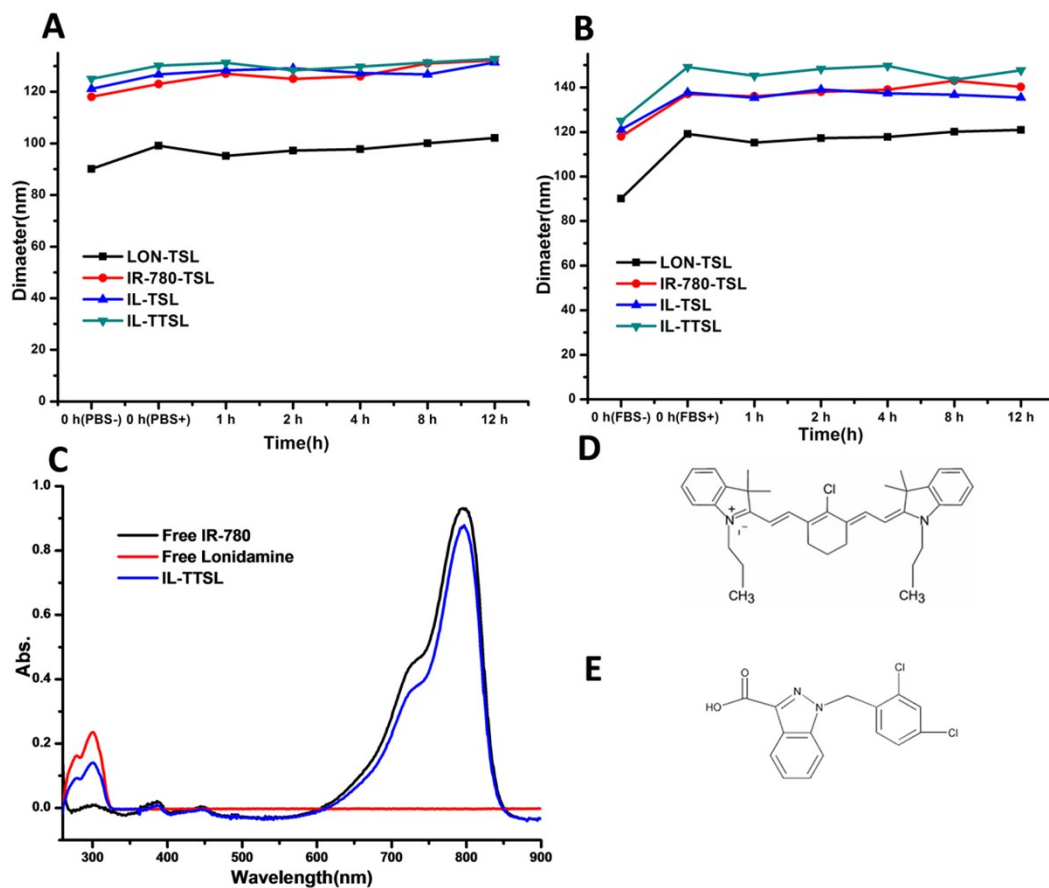 A
Dimaeter(nm)
120
100
80
60
40
20
0
LON-TSL
IR-780-TSL
IL-TSL
IL-TTSL
0 h(PBS-) 0 h(PBS+) 1 h 2 h 4 h 8 h 12 h
Time(h)
B
Dimaeter(nm)
140
120
100
80
60
40
20
0
LON-TSL
IR-780-TSL
IL-TSL
IL-TTSL
0 h(FBS-) 0 h(FBS+) 1 h 2 h 4 h 8 h 12 h
Time(h)
C
Abs.
1.0
0.8
0.6
0.4
0.2
0.0
Free IR-780
Free Lonidamine
IL-TTSL
300 400 500 600 700 800 900
Wavelength(nm)
D
Cl
N + N
I -
CH3 CH3
E
O Cl
HO N N
Cl